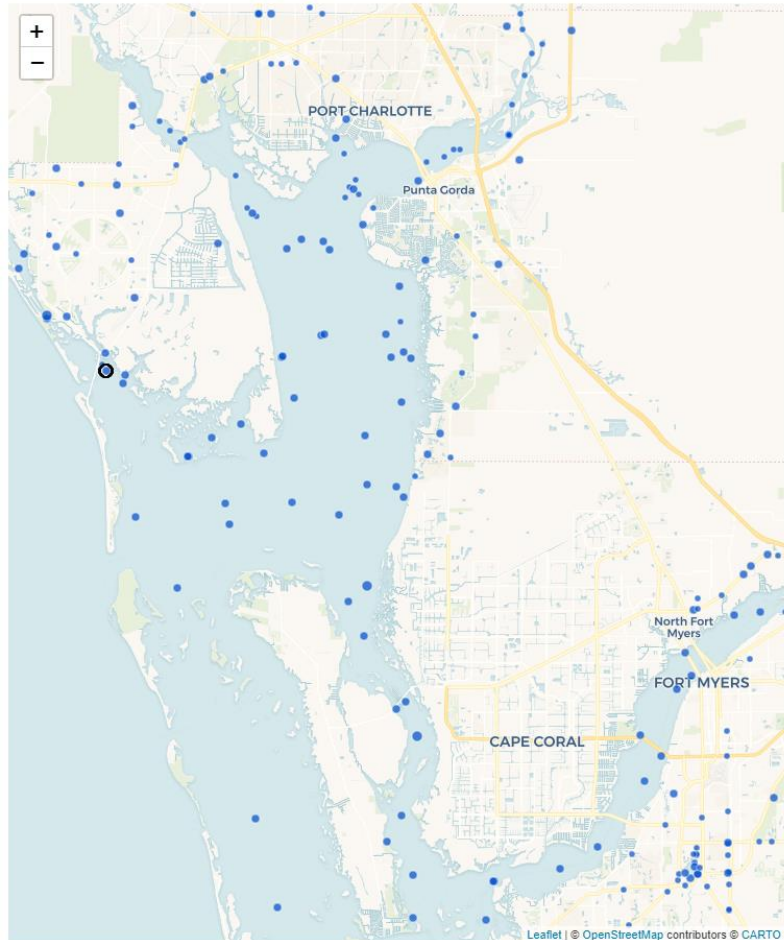 +
−
PORT CHARLOTTE
Punta Gorda
North Fort
Myers
FORT MYERS
CAPE CORAL
Leaflet | © OpenStreetMap contributors © CARTO